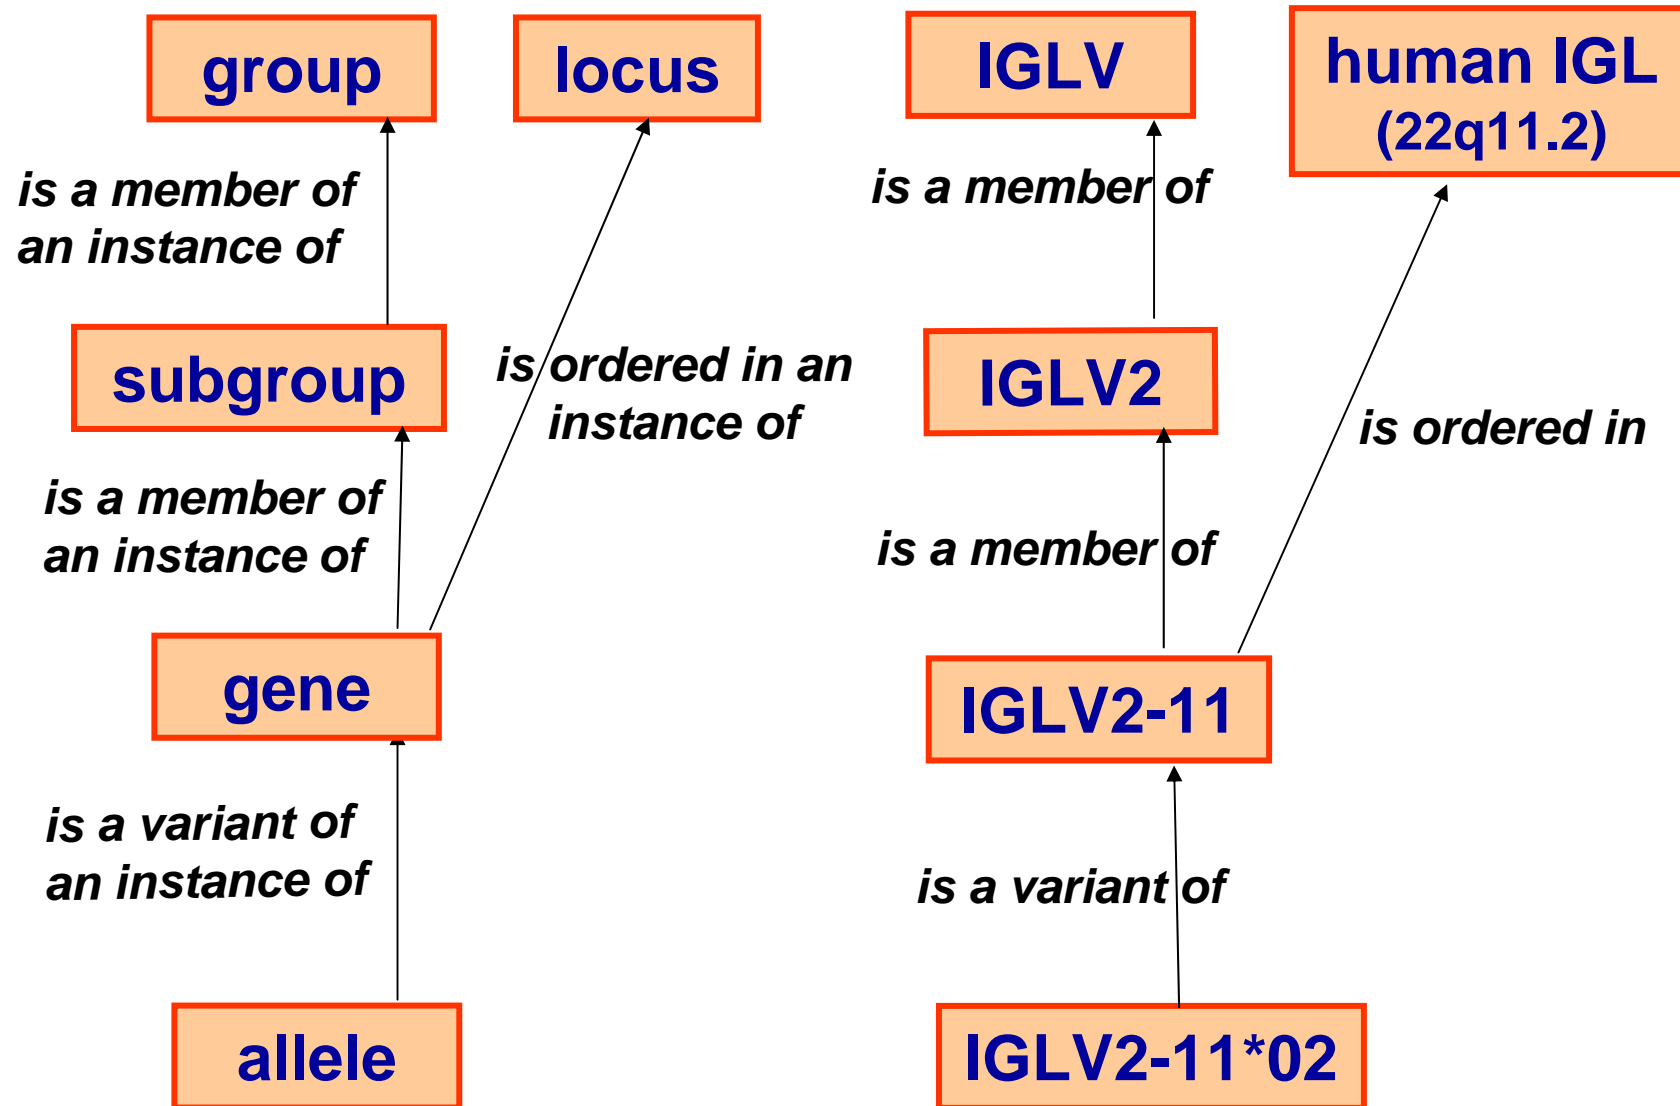 group
locus
is a member of
an instance of
subgroup
is ordered in an
instance of
is a member of
an instance of
gene
is a variant of
an instance of
allele
IGLV
human IGL
(22q11.2)
is a member of
IGLV2
is ordered in
is a member of
IGLV2-11
is a variant of
IGLV2-11*02